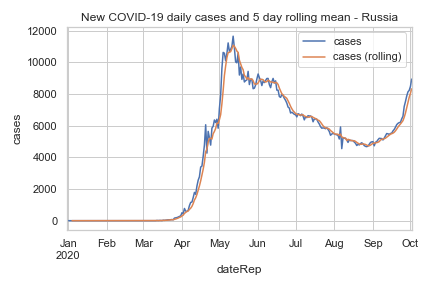 New COVID-19 daily cases and 5 day rolling mean - Russia
12000
10000
8000
6000
4000
2000
0
cases
cases
cases (rolling)
Jan Feb Mar Apr May Jun Jul Aug Sep Oct
2020
dateRep